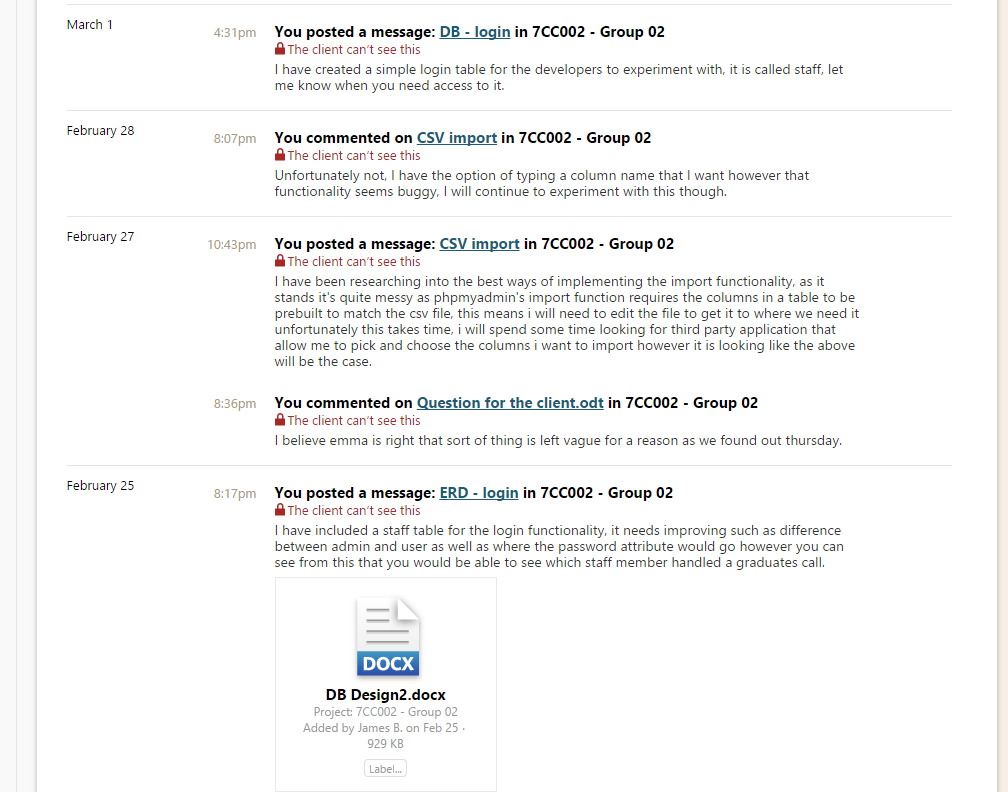 March 1
4:31pm
You posted a message: DB - login in 7CC002 - Group 02
The client can't see this
I have created a simple login table for the developers to experiment with, it is called staff, let
me know when you need access to it.
February 28
8:07pm
You commented on CSV import in 7CC002 - Group 02
The client can't see this
Unfortunately not, I have the option of typing a column name that I want however that
functionality seems buggy, I will continue to experiment with this though.
February 27
10:43pm
You posted a message: CSV import in 7CC002 - Group 02
The client can't see this
I have been researching into the best ways of implementing the import functionality, as it
stands it's quite messy as phpmyadmin's import function requires the columns in a table to be
prebuilt to match the csv file, this means i will need to edit the file to get it to where we need it
unfortunately this takes time, i will spend some time looking for third party application that
allow me to pick and choose the columns i want to import however it is looking like the above
will be the case.
8:36pm
You commented on Question for the client.odt in 7CC002 - Group 02
The client can't see this
I believe emma is right that sort of thing is left vague for a reason as we found out thursday.
February 25
8:17pm
You posted a message: ERD - login in 7CC002 - Group 02
The client can't see this
I have included a staff table for the login functionality, it needs improving such as difference
between admin and user as well as where the password attribute would go however you can
see from this that you would be able to see which staff member handled a graduates call.
DOCX
DB Design2.docx
Project: 7CC002 - Group 02
Added by James B. on Feb 25 ·
929 KB
Label...